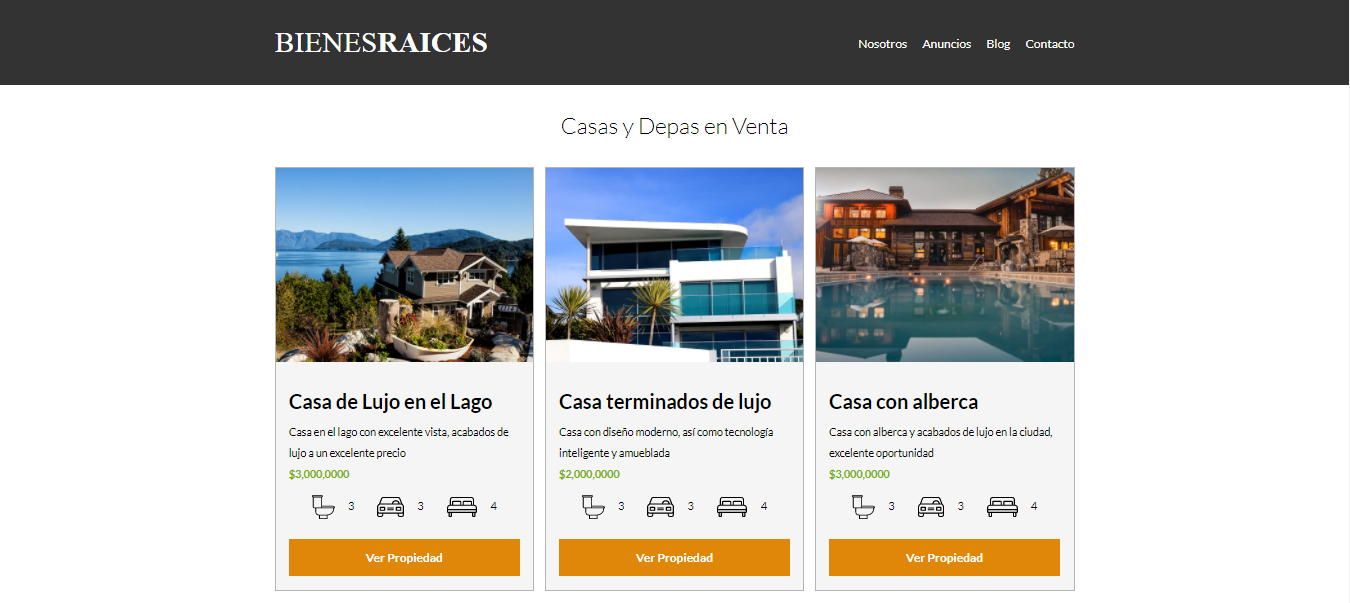 BIENESRAICES
Nosotros Anuncios Blog Contacto
Casas y Depas en Venta
Casa de Lujo en el Lago
Casa en el lago con excelente vista, acabados de
lujo a un excelente precio
$3,000,0000
3 3 4
Ver Propiedad
Casa terminados de lujo
Casa con diseño moderno, así como tecnología
inteligente y amueblada
$2,000,0000
3 3 4
Ver Propiedad
Casa con alberca
Casa con alberca y acabados de lujo en la ciudad,
excelente oportunidad
$3,000,0000
3 3 4
Ver Propiedad